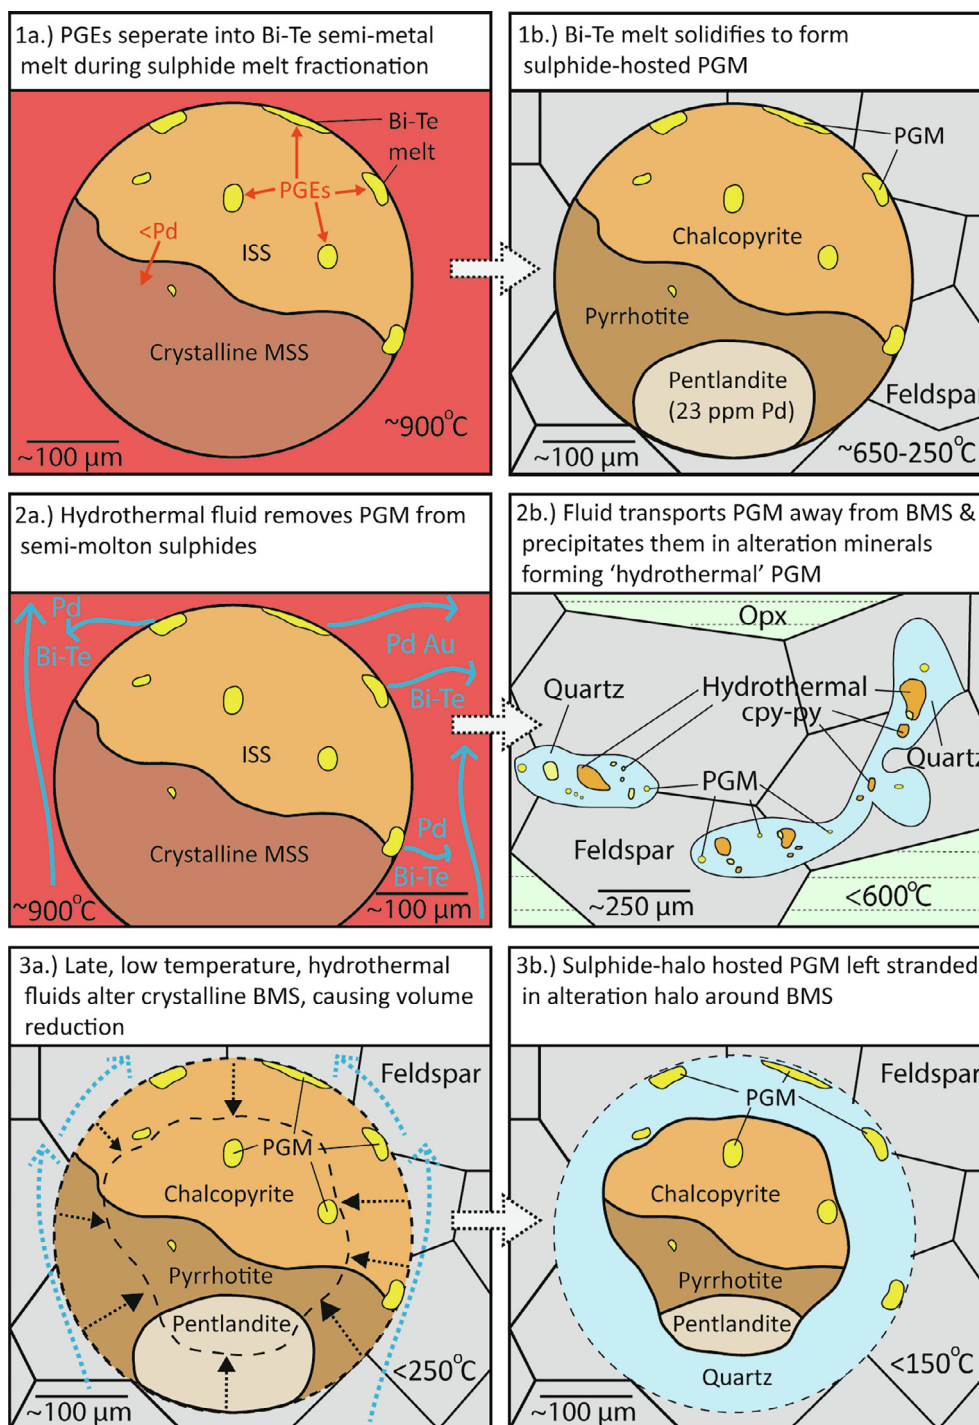 1a.) PGEs seperate into Bi-Te semi-metal
melt during sulphide melt fractionation
Bi-Te
melt
PGEs
<Pd
ISS
Crystalline MSS
~900°C
~100 µm
1b.) Bi-Te melt solidifies to form
sulphide-hosted PGM
PGM
Chalcopyrite
Pyrrhotite
Pentlandite
(23 ppm Pd)
Feldspar
~650-250°C
~100 µm
2a.) Hydrothermal fluid removes PGM from
semi-molton sulphides
Pd
Bi-Te
Pd Au
Bi-Te
ISS
Pd
Bi-Te
Crystalline MSS
~900°C
~100 µm
2b.) Fluid transports PGM away from BMS &
precipitates them in alteration minerals
forming ‘hydrothermal’ PGM
Opx
Quartz
Hydrothermal
cpy-py
Quartz
PGM
Feldspar
<600°C
~250 µm
3a.) Late, low temperature, hydrothermal
fluids alter crystalline BMS, causing volume
reduction
Feldspar
PGM
Chalcopyrite
Pyrrhotite
Pentlandite
<250°C
~100 µm
3b.) Sulphide-halo hosted PGM left stranded
in alteration halo around BMS
Feldspar
PGM
Chalcopyrite
Pyrrhotite
Pentlandite
Quartz
<150°C
~100 µm